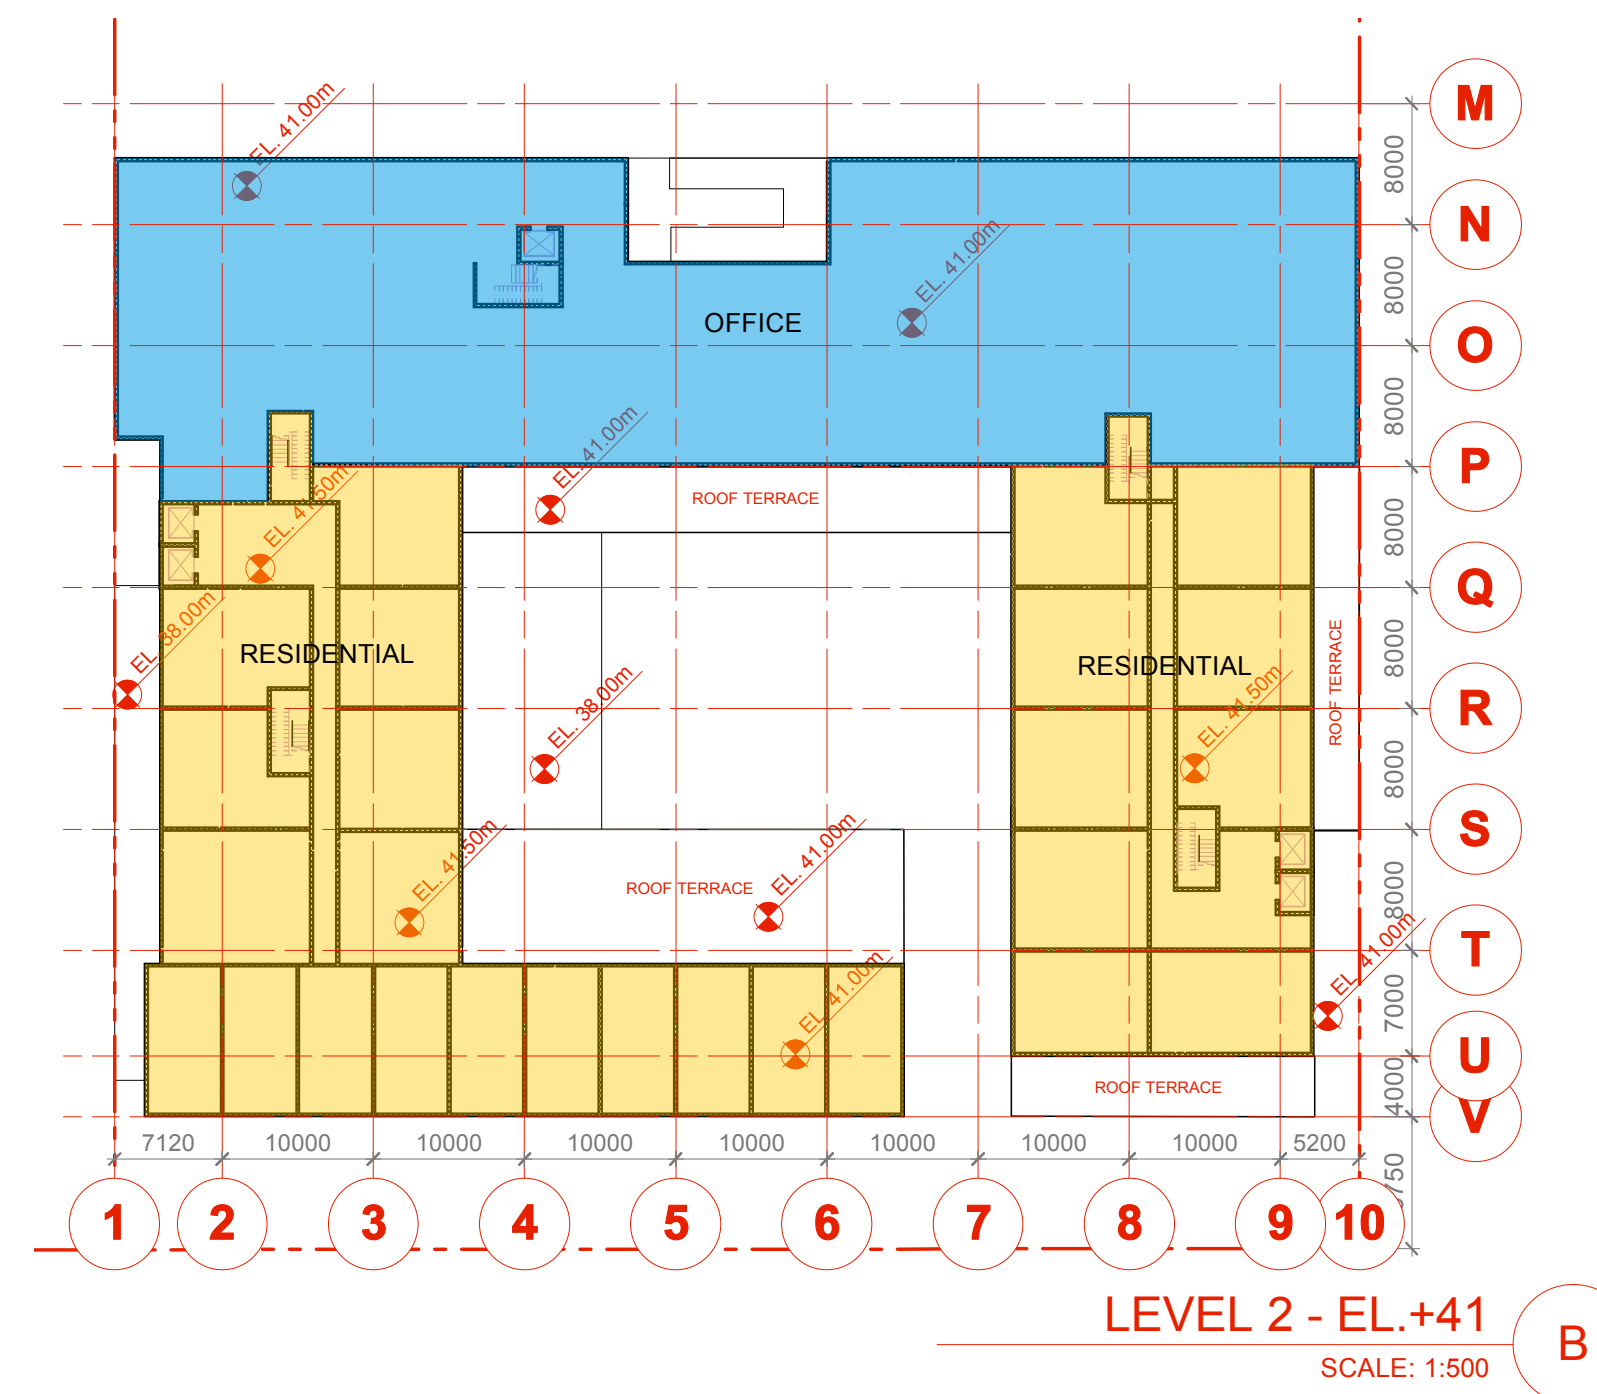 EL. 41.00m
M
8000
N
EL. 41.00m
8000
OFFICE
O
8000
EL. 41.00m
P
EL. 41.50m
ROOF TERRACE
8000
Q
EL. 38.00m
RESIDENTIAL
RESIDENTIAL
ROOF TERRACE
8000
EL. 38.00m
EL. 41.50m
R
8000
S
EL. 41.50m
ROOF TERRACE
EL. 41.00m
8000
T
EL. 41.00m
EL. 41.00m
7000
U
ROOF TERRACE
4000
V
7120 10000 10000 10000 10000 10000 10000 10000 5200
750
1 2 3 4 5 6 7 8 9 10
LEVEL 2 - EL.+41
B
SCALE: 1:500